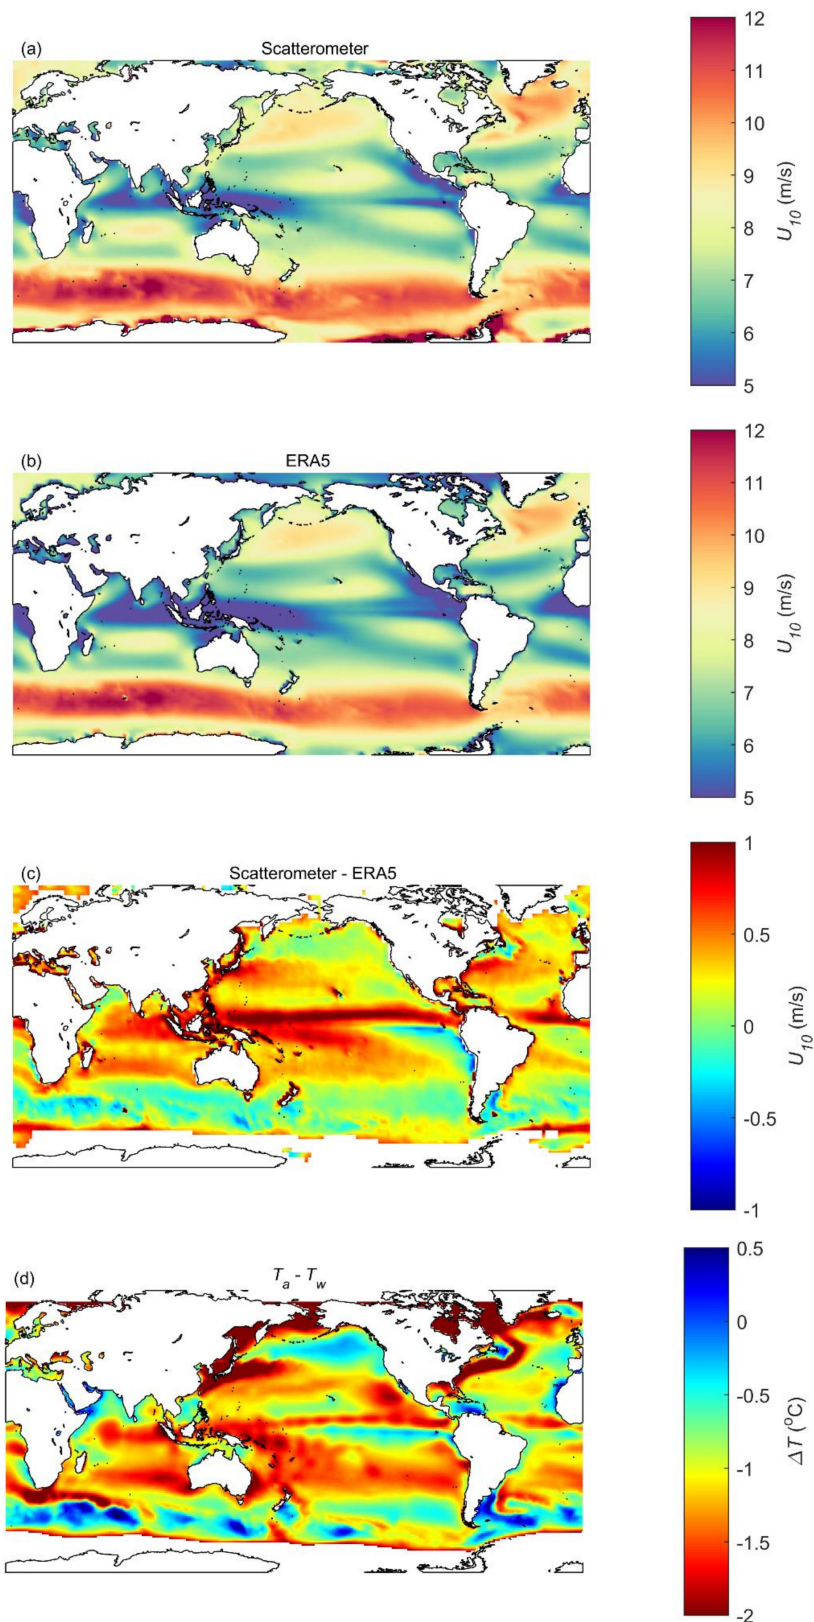 (a)
Scatterometer
12
11
10
9
8
7
6
5
U10 (m/s)
(b)
ERA5
12
11
10
9
8
7
6
5
U10 (m/s)
(c)
Scatterometer - ERA5
1
0.5
0
-0.5
-1
U10 (m/s)
(d)
Ta - Tw
0.5
0
-0.5
-1
-1.5
-2
ΔT (°C)